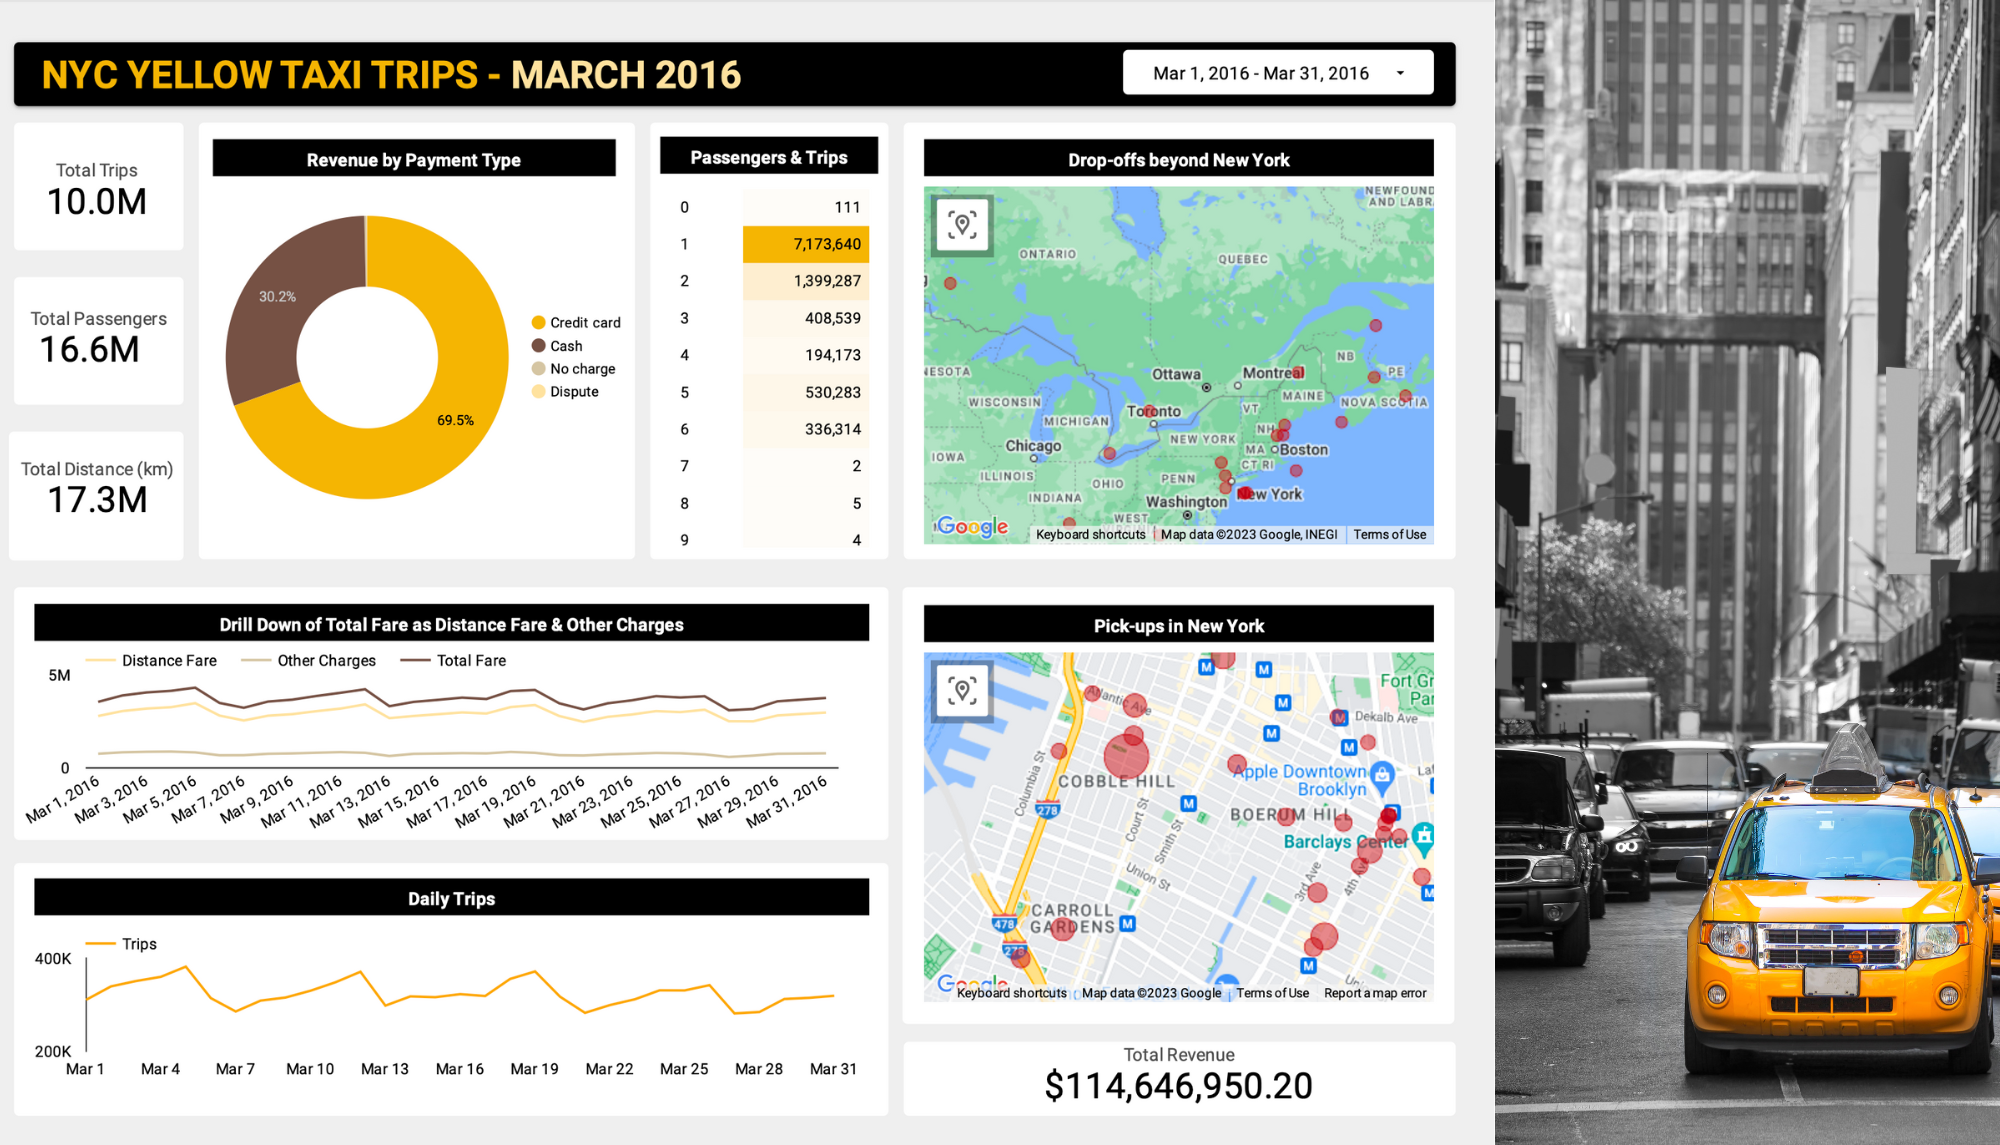 NYC YELLOW TAXI TRIPS - MARCH 2016
Mar 1, 2016 - Mar 31, 2016
Total Trips
10.0M
Total Passengers
16.6M
Total Distance (km)
17.3M
Revenue by Payment Type
30.2%
69.5%
Credit card
Cash
No charge
Dispute
Passengers & Trips
0 111
1 7,173,640
2 1,399,287
3 408,539
4 194,173
5 530,283
6 336,314
7 2
8 5
9 4
Drop-offs beyond New York
NEWFOUND
AND LABR
ONTARIO
QUEBEC
NB
PE
NESOTA
Ottawa
Montreal
WISCONSIN
MAINE
NOVA SCOTIA
MICHIGAN
Toronto
VT
NH
NEW YORK
Chicago
MA
Boston
IOWA
CT RI
ILLINOIS
OHIO
PENN
INDIANA
Washington
New York
WEST
Google
Keyboard shortcuts
Map data ©2023 Google, INEGI
Terms of Use
Drill Down of Total Fare as Distance Fare & Other Charges
Distance Fare
Other Charges
Total Fare
5M
0
Mar 1, 2016
Mar 3, 2016
Mar 5, 2016
Mar 7, 2016
Mar 9, 2016
Mar 11, 2016
Mar 13, 2016
Mar 15, 2016
Mar 17, 2016
Mar 19, 2016
Mar 21, 2016
Mar 23, 2016
Mar 25, 2016
Mar 27, 2016
Mar 29, 2016
Mar 31, 2016
Daily Trips
Trips
400K
200K
Mar 1
Mar 4
Mar 7
Mar 10
Mar 13
Mar 16
Mar 19
Mar 22
Mar 25
Mar 28
Mar 31
Pick-ups in New York
M
M
Fort Gr
Par
Atlantic Ave
M
M
Dekalb Ave
M
M
Columbia St
COBBLE HILL
Apple Downtown
Brooklyn
Laf
278
Court St
M
Smith St
BOERUM HILL
Barclays Center
Union St
3rd Ave
4th Av
M
CARROLL
GARDENS
478
M
278
M
Google
Keyboard shortcuts
Map data ©2023 Google
Terms of Use
Report a map error
Total Revenue
$114,646,950.20